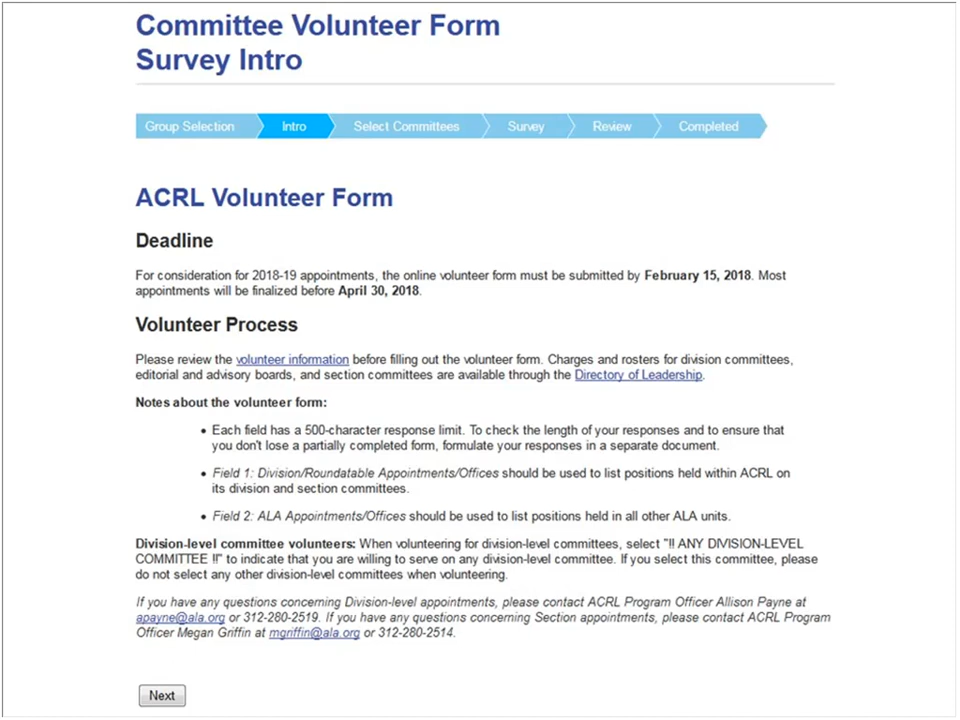 Committee Volunteer Form
Survey Intro
Group Selection
Intro
Select Committees
Survey
Review
Completed
ACRL Volunteer Form
Deadline
For consideration for 2018-19 appointments, the online volunteer form must be submitted by February 15, 2018. Most
appointments will be finalized before April 30, 2018.
Volunteer Process
Please review the volunteer information before filling out the volunteer form. Charges and rosters for division committees,
editorial and advisory boards, and section committees are available through the Directory of Leadership.
Notes about the volunteer form:
• Each field has a 500-character response limit. To check the length of your responses and to ensure that
you don't lose a partially completed form, formulate your responses in a separate document.
• Field 1: Division/Roundtable Appointments/Offices should be used to list positions held within ACRL on
its division and section committees.
• Field 2: ALA Appointments/Offices should be used to list positions held in all other ALA units.
Division-level committee volunteers: When volunteering for division-level committees, select "!! ANY DIVISION-LEVEL
COMMITTEE !!" to indicate that you are willing to serve on any division-level committee. If you select this committee, please
do not select any other division-level committees when volunteering.
If you have any questions concerning Division-level appointments, please contact ACRL Program Officer Allison Payne at
apayne@ala.org or 312-280-2519. If you have any questions concerning Section appointments, please contact ACRL Program
Officer Megan Griffin at mgriffin@ala.org or 312-280-2514.
Next